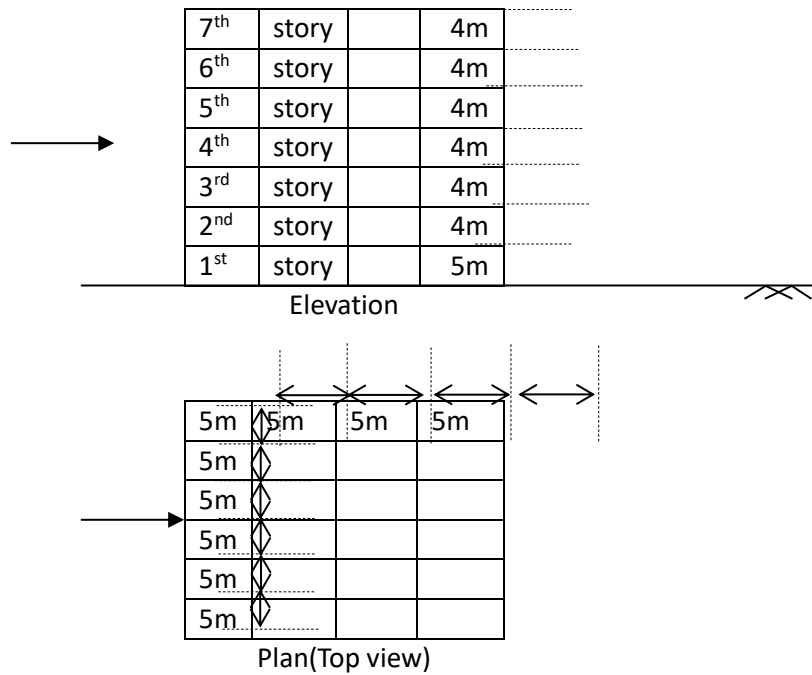 7th story 4m
6th story 4m
5th story 4m
4th story 4m
3rd story 4m
2nd story 4m
1st story 5m
Elevation
5m 5m 5m 5m
5m
5m
5m
5m
5m
Plan(Top view)